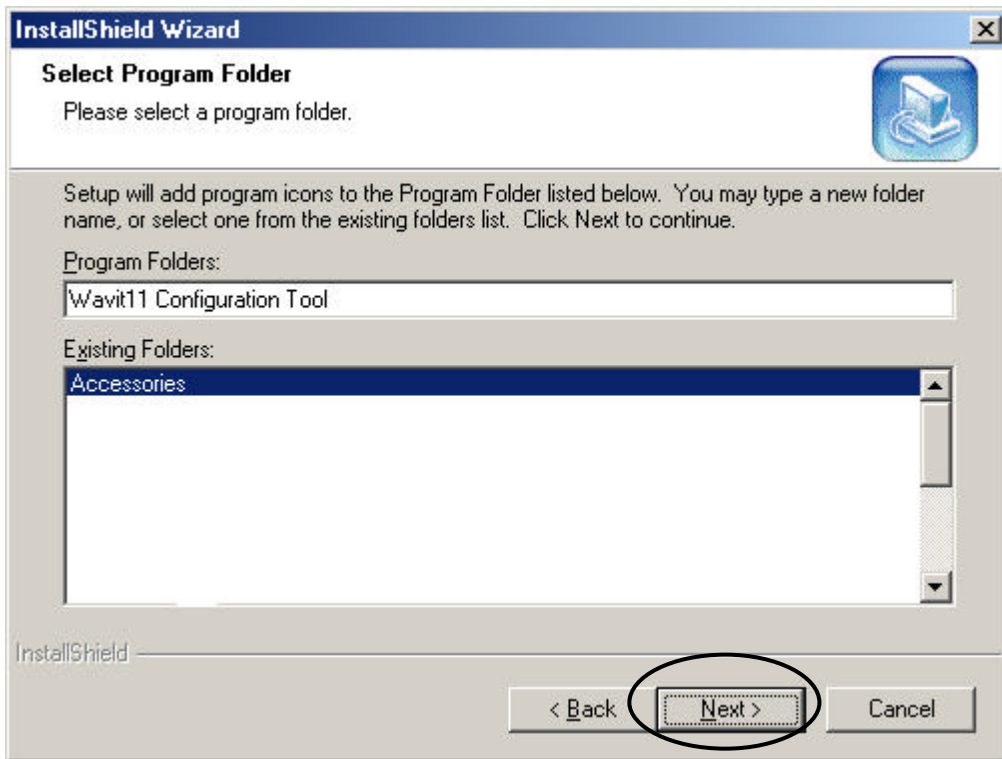 InstallShield Wizard
Select Program Folder
Please select a program folder.
Setup will add program icons to the Program Folder listed below. You may type a new folder
name, or select one from the existing folders list. Click Next to continue.
Program Folders:
Wavit11 Configuration Tool
Existing Folders:
Accessories
InstallShield
< Back
Next >
Cancel